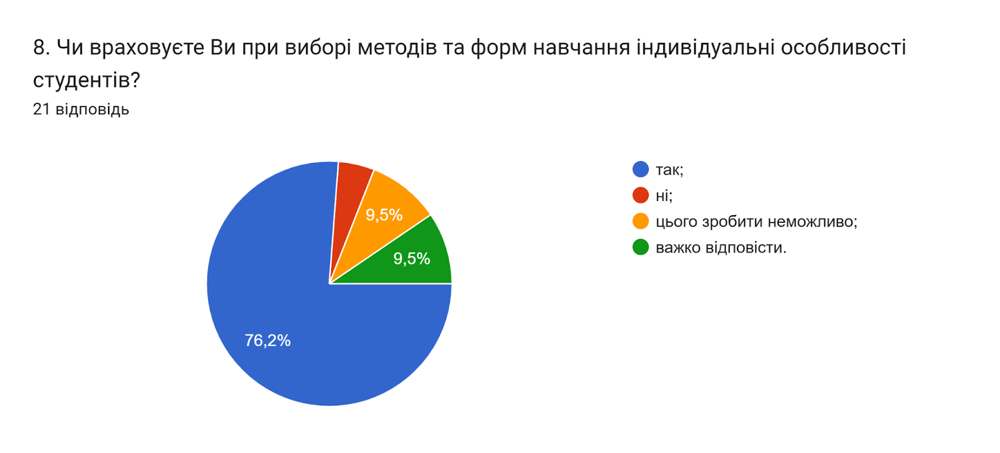 8. Чи враховуєте Ви при виборі методів та форм навчання індивідуальні особливості
студентів?
21 відповідь
так;
ні;
цього зробити неможливо;
важко відповісти.
9,5%
9,5%
76,2%